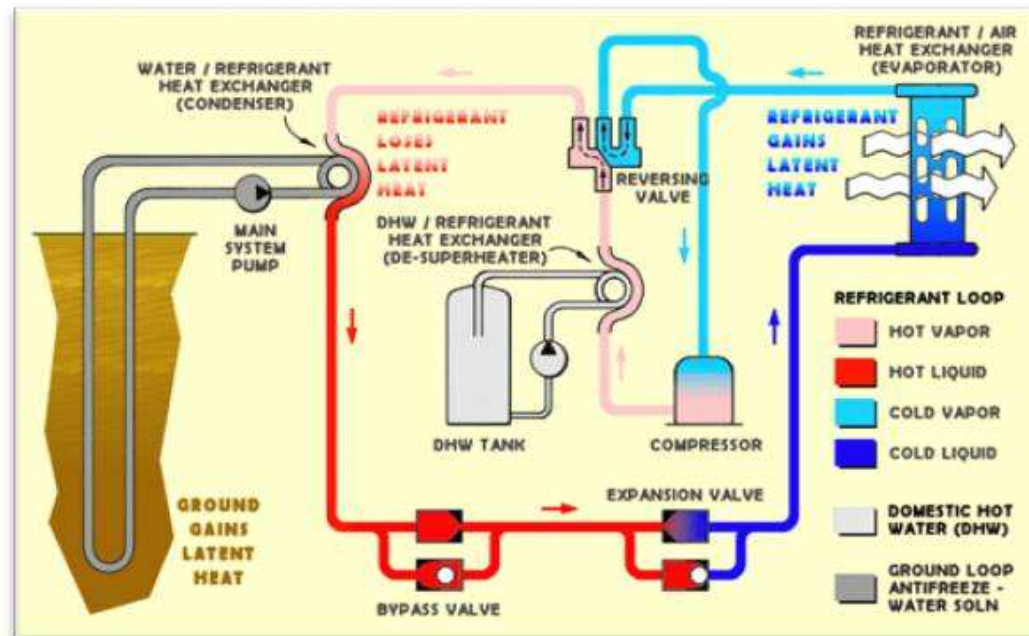 WATER / REFRIGERANT
HEAT EXCHANGER
(CONDENSER)
REFRIGERANT
LOSES
LATENT
HEAT
REVERSING
VALVE
REFRIGERANT
GAINS
LATENT
HEAT
REFRIGERANT / AIR
HEAT EXCHANGER
(EVAPORATOR)
MAIN
SYSTEM
PUMP
DHW / REFRIGERANT
HEAT EXCHANGER
(DE-SUPERHEATER)
DHW TANK
COMPRESSOR
GROUND
GAINS
LATENT
HEAT
BYPASS VALVE
EXPANSION VALVE
REFRIGERANT LOOP
HOT VAPOR
HOT LIQUID
COLD VAPOR
COLD LIQUID
DOMESTIC HOT
WATER (DHW)
GROUND LOOP
ANTIFREEZE -
WATER SOLN